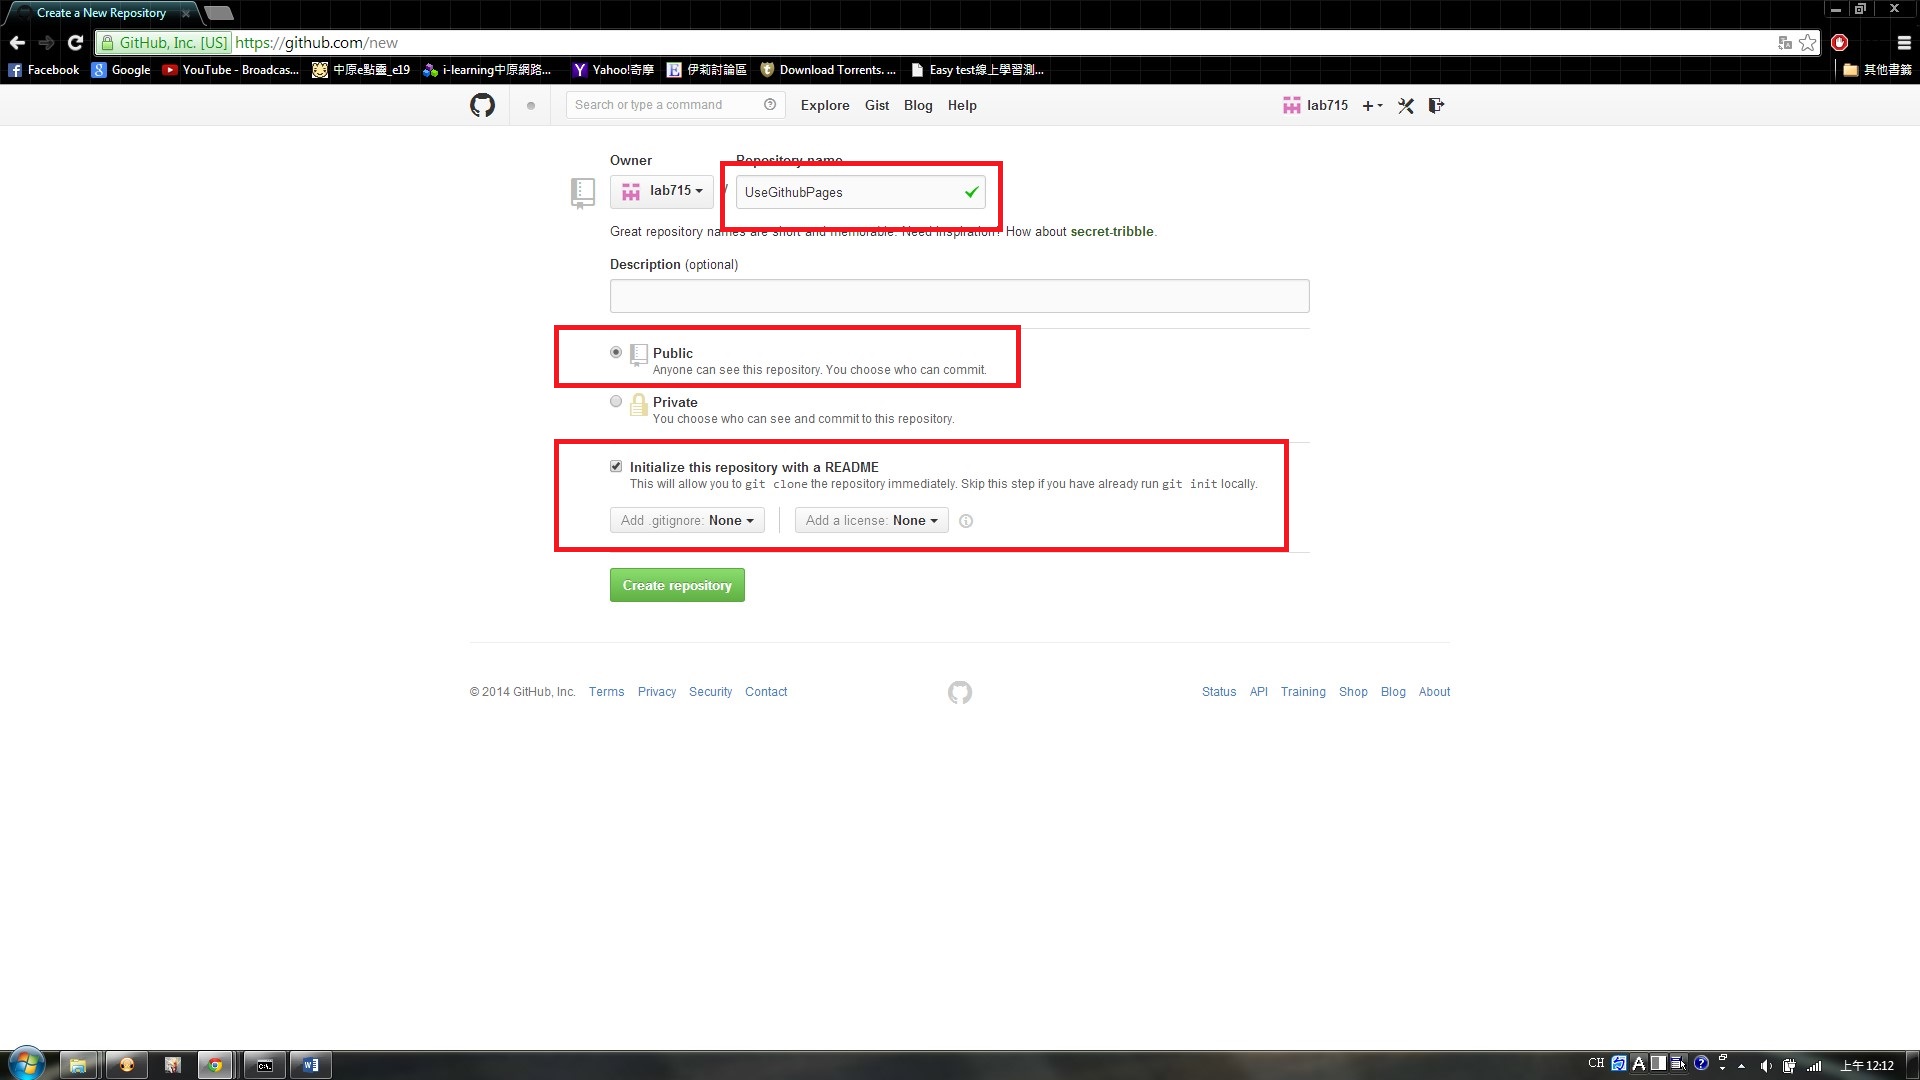 Create a New Repository
GitHub, Inc. [US] https://github.com/new
Facebook Google YouTube - Broadcas... 中原e點靈_e19 i-learning中原網路... Yahoo!奇摩 伊莉討論區 Download Torrents. ... Easy test線上學習測... 其他書籤
Search or type a command Explore Gist Blog Help lab715
Owner Repository name
lab715 / UseGithubPages
Great repository names are short and memorable. Need inspiration? How about secret-tribble.
Description (optional)
Public
Anyone can see this repository. You choose who can commit.
Private
You choose who can see and commit to this repository.
Initialize this repository with a README
This will allow you to git clone the repository immediately. Skip this step if you have already run git init locally.
Add .gitignore: None Add a license: None
Create repository
© 2014 GitHub, Inc. Terms Privacy Security Contact Status API Training Shop Blog About
CH A 上午 12:12